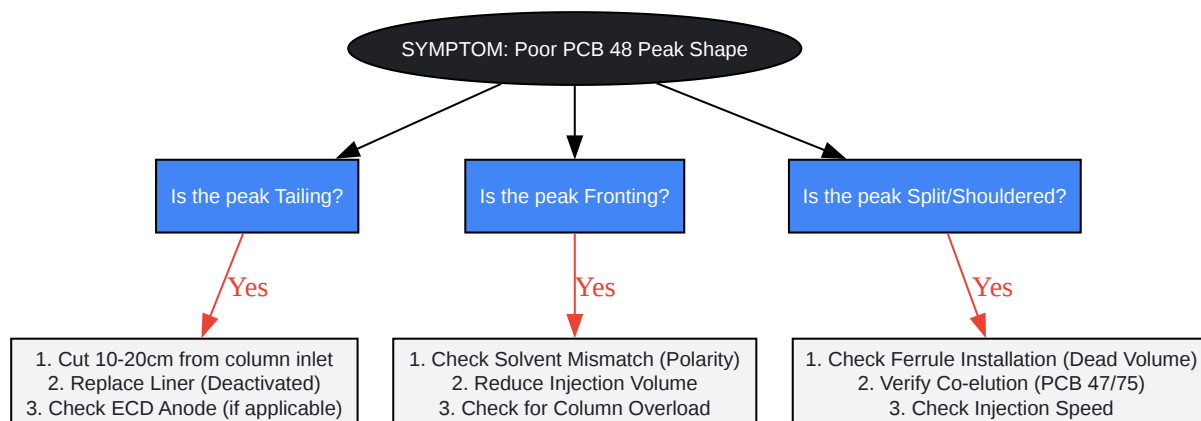 SYMPTOM: Poor PCB 48 Peak Shape
Is the peak Tailing?
Is the peak Fronting?
Is the peak Split/Shouldered?
Yes
Yes
Yes
1. Cut 10-20cm from column inlet
2. Replace Liner (Deactivated)
3. Check ECD Anode (if applicable)
1. Check Solvent Mismatch (Polarity)
2. Reduce Injection Volume
3. Check for Column Overload
1. Check Ferrule Installation (Dead Volume)
2. Verify Co-elution (PCB 47/75)
3. Check Injection Speed